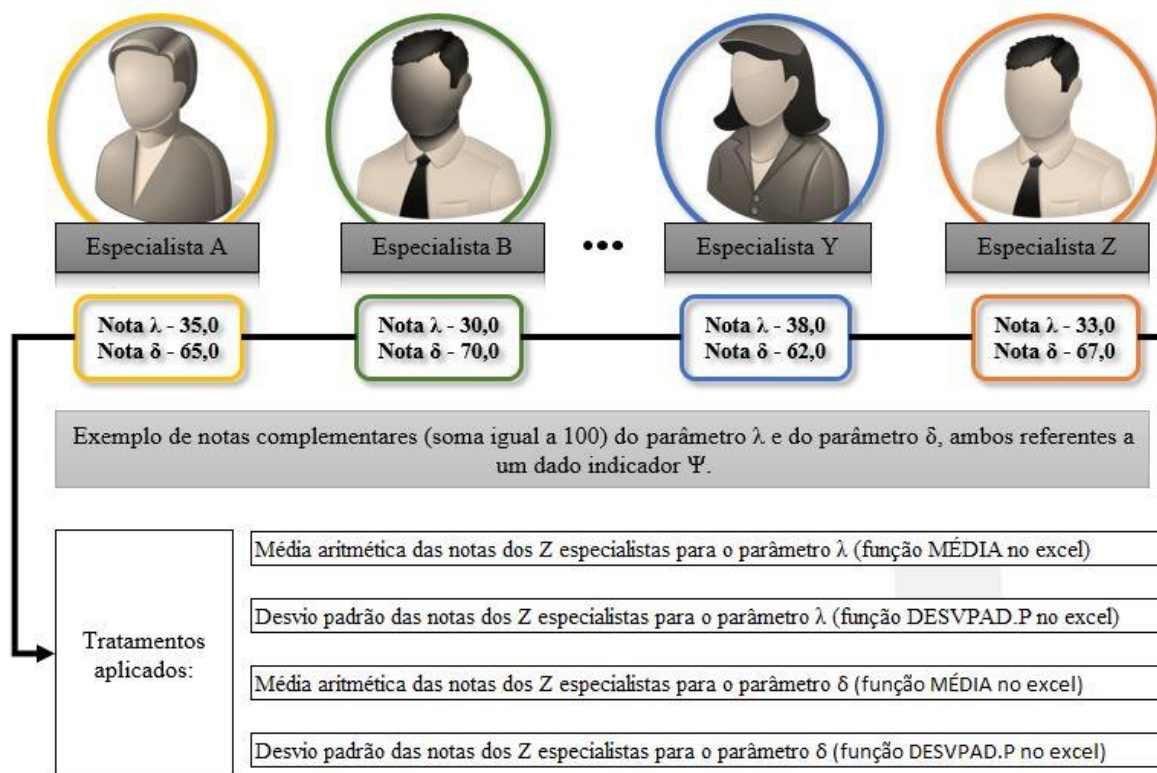 Especialista A
Especialista B
•••
Especialista Y
Especialista Z
Nota λ - 35,0
Nota δ - 65,0
Nota λ - 30,0
Nota δ - 70,0
Nota λ - 38,0
Nota δ - 62,0
Nota λ - 33,0
Nota δ - 67,0
Exemplo de notas complementares (soma igual a 100) do parâmetro λ e do parâmetro δ, ambos referentes a
um dado indicador Ψ.
Tratamentos
aplicados:
Média aritmética das notas dos Z especialistas para o parâmetro λ (função MÉDIA no excel)
Desvio padrão das notas dos Z especialistas para o parâmetro λ (função DESVPAD.P no excel)
Média aritmética das notas dos Z especialistas para o parâmetro δ (função MÉDIA no excel)
Desvio padrão das notas dos Z especialistas para o parâmetro δ (função DESVPAD.P no excel)